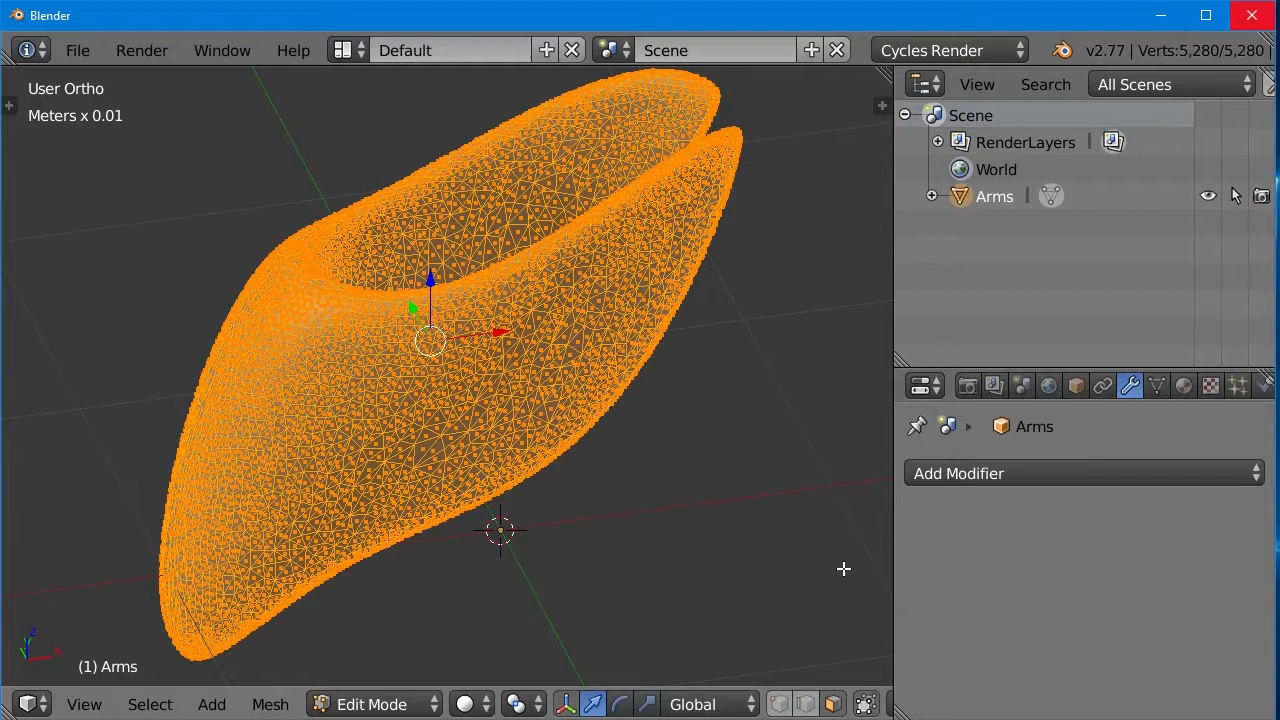 Blender
File Render Window Help Default Scene Cycles Render v2.77 | Verts:5,280/5,280 |
User Ortho
Meters x 0.01
View Search All Scenes
Scene
RenderLayers
World
Arms
Arms
Add Modifier
z
x
(1) Arms
View Select Add Mesh Edit Mode Global